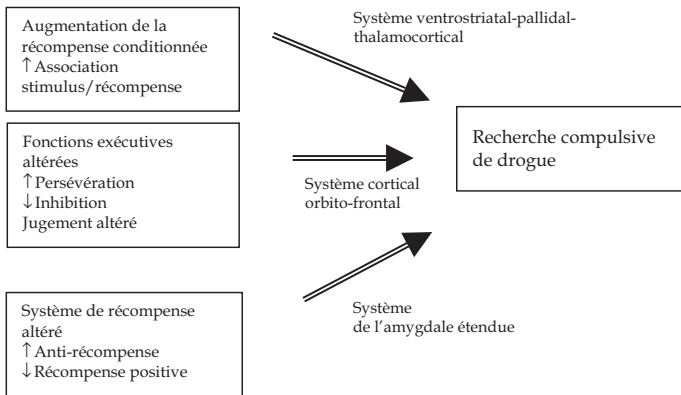 Augmentation de la
récompense conditionnée
↑Association
stimulus/récompense
Système ventrostriatal-pallidal-
thalamocortical
Fonctions exécutives
altérées
↑Persévération
↓Inhibition
Jugement altéré
Système cortical
orbito-frontal
Recherche compulsive
de drogue
Système de récompense
altéré
↑Anti-récompense
↓Récompense positive
Système
de l'amygdale étendue